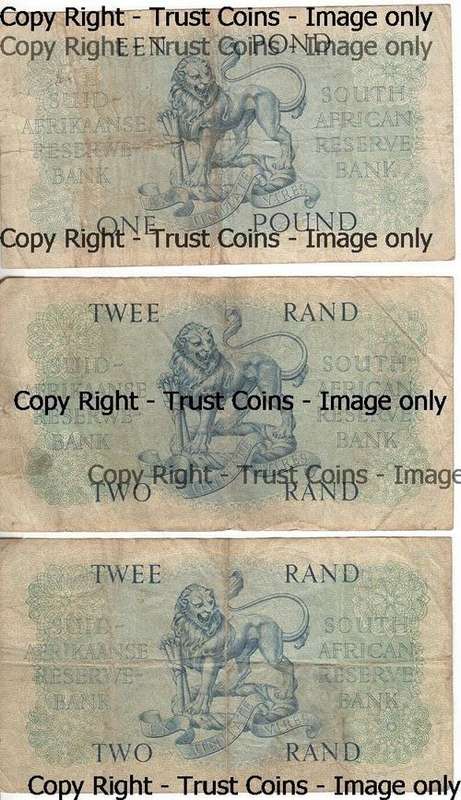 Copy Right - Trust Coins - Image only
Copy Right - Trust Coins - Image only
EEN POND
SUID-
AFRIKAANSE
RESERWE-
BANK
SOUTH
AFRICAN
RESERVE
BANK
VIRES
ONE POUND
Copy Right - Trust Coins - Image only
TWEE RAND
SUID-
AFRIKAANSE
RESERWE-
BANK
SOUTH
AFRICAN
RESERVE
BANK
Copy Right - Trust Coins - Image only
Copy Right - Trust Coins - Imag
TWO RAND
TWEE RAND
SUID-
AFRIKAANSE
RESERWE-
BANK
SOUTH
AFRICAN
RESERVE
BANK
VIRES
TWO RAND
Copy Right - Trust Coins - Image only